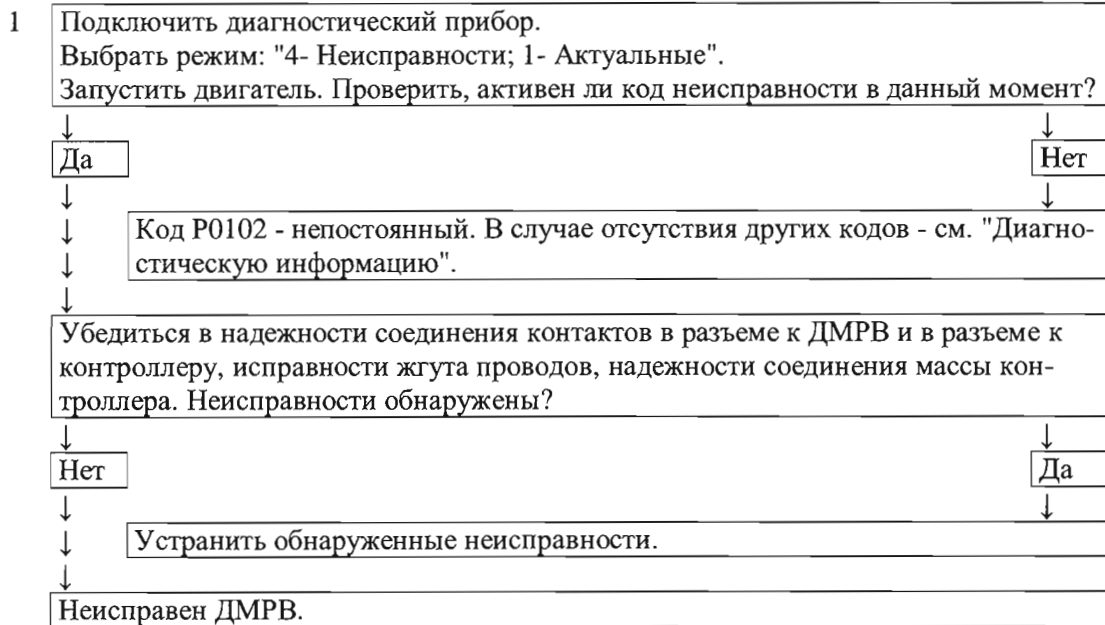 1 Подключить диагностический прибор.
Выбрать режим: "4- Неисправности; 1- Актуальные".
Запустить двигатель. Проверить, активен ли код неисправности в данный момент?
↓ ↓
Да Нет
↓ ↓
↓ Код P0102 - непостоянный. В случае отсутствия других кодов - см. "Диагно-
↓ стическую информацию".
↓
Убедиться в надежности соединения контактов в разъеме к ДМРВ и в разъеме к
контроллеру, исправности жгута проводов, надежности соединения массы кон-
троллера. Неисправности обнаружены?
↓ ↓
Нет Да
↓ ↓
↓ Устранить обнаруженные неисправности.
↓
Неисправен ДМРВ.